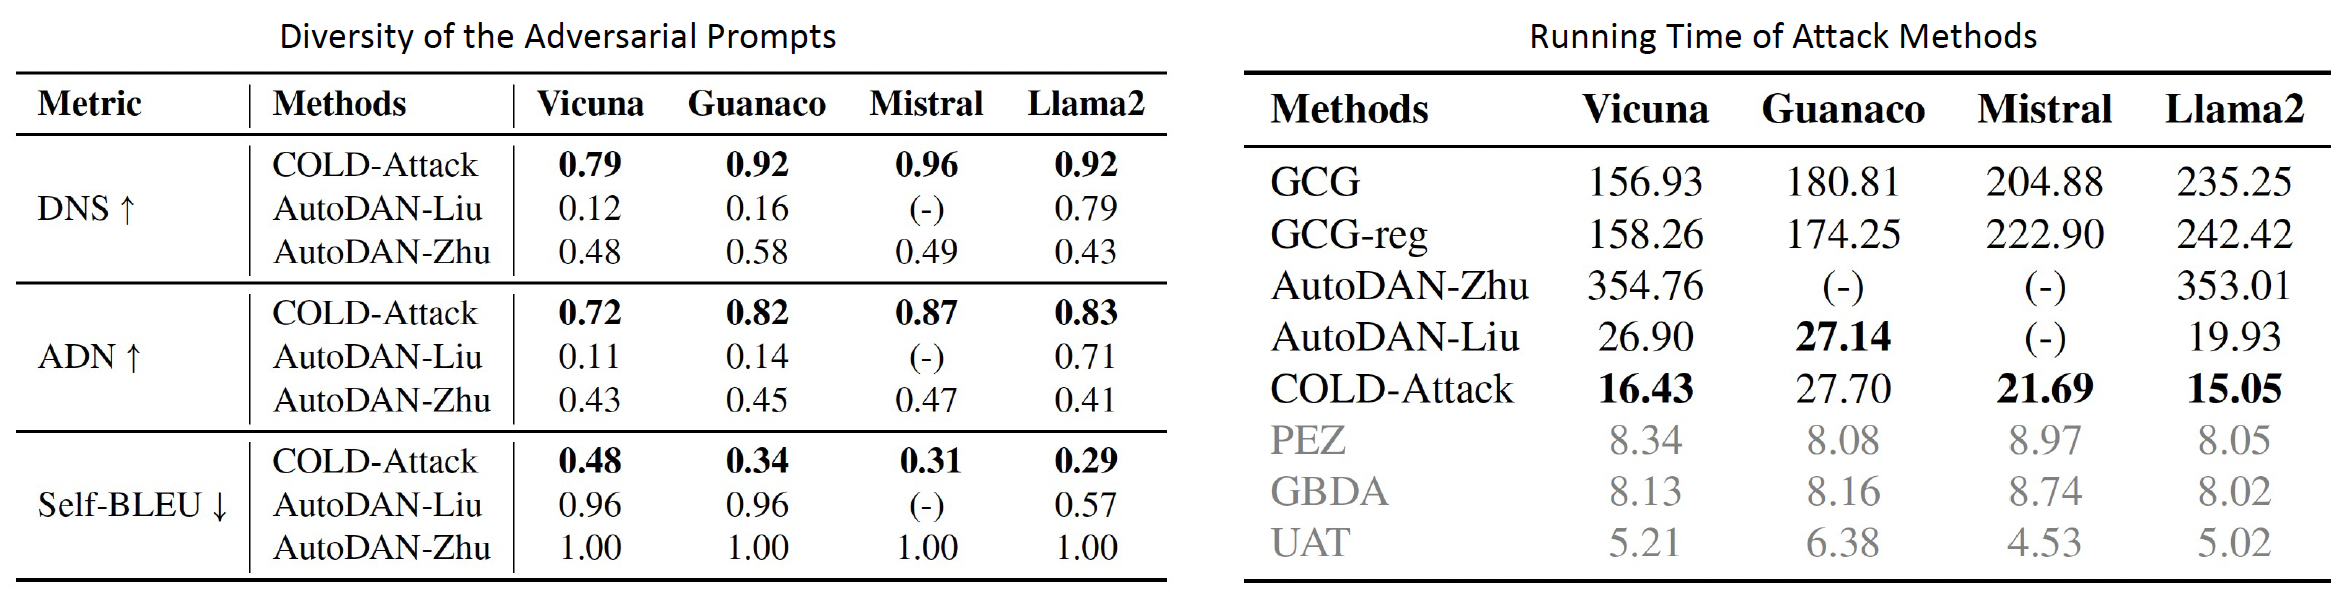 Diversity of the Adversarial Prompts
Metric Methods Vicuna Guanaco Mistral Llama2
COLD-Attack 0.79 0.92 0.96 0.92
DNS ↑ AutoDAN-Liu 0.12 0.16 (-) 0.79
AutoDAN-Zhu 0.48 0.58 0.49 0.43
COLD-Attack 0.72 0.82 0.87 0.83
ADN ↑ AutoDAN-Liu 0.11 0.14 (-) 0.71
AutoDAN-Zhu 0.43 0.45 0.47 0.41
COLD-Attack 0.48 0.34 0.31 0.29
Self-BLEU ↓ AutoDAN-Liu 0.96 0.96 (-) 0.57
AutoDAN-Zhu 1.00 1.00 1.00 1.00
Running Time of Attack Methods
Methods Vicuna Guanaco Mistral Llama2
GCG 156.93 180.81 204.88 235.25
GCG-reg 158.26 174.25 222.90 242.42
AutoDAN-Zhu 354.76 (-) (-) 353.01
AutoDAN-Liu 26.90 27.14 (-) 19.93
COLD-Attack 16.43 27.70 21.69 15.05
PEZ 8.34 8.08 8.97 8.05
GBDA 8.13 8.16 8.74 8.02
UAT 5.21 6.38 4.53 5.02